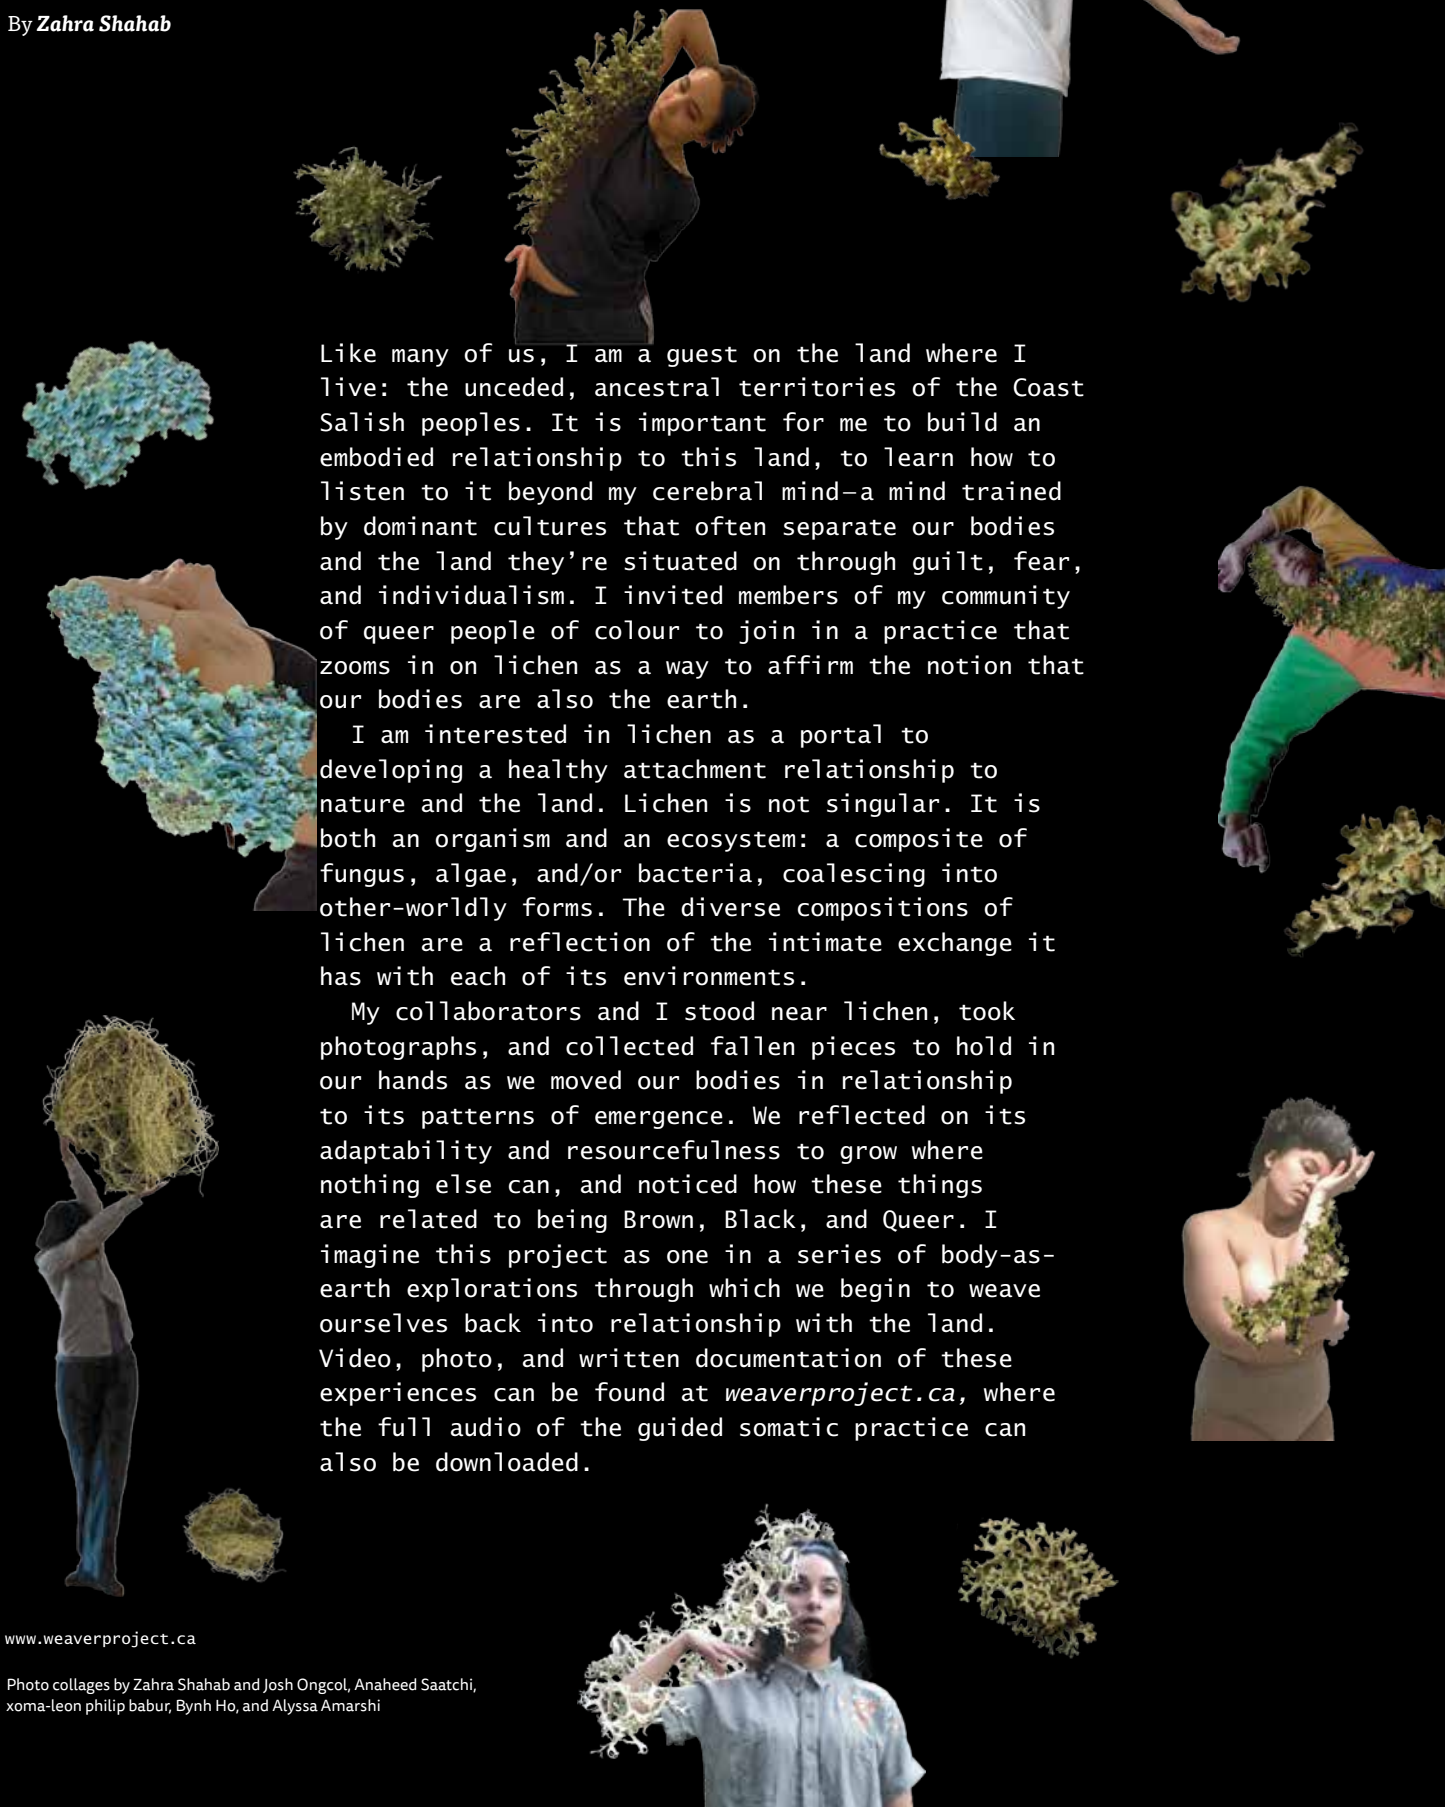 By Zahra Shahab
Like many of us, I am a guest on the land where I
live: the unceded, ancestral territories of the Coast
Salish peoples. It is important for me to build an
embodied relationship to this land, to learn how to
listen to it beyond my cerebral mind—a mind trained
by dominant cultures that often separate our bodies
and the land they’re situated on through guilt, fear,
and individualism. I invited members of my community
of queer people of colour to join in a practice that
zooms in on lichen as a way to affirm the notion that
our bodies are also the earth.
I am interested in lichen as a portal to
developing a healthy attachment relationship to
nature and the land. Lichen is not singular. It is
both an organism and an ecosystem: a composite of
fungus, algae, and/or bacteria, coalescing into
other-worldly forms. The diverse compositions of
lichen are a reflection of the intimate exchange it
has with each of its environments.
My collaborators and I stood near lichen, took
photographs, and collected fallen pieces to hold in
our hands as we moved our bodies in relationship
to its patterns of emergence. We reflected on its
adaptability and resourcefulness to grow where
nothing else can, and noticed how these things
are related to being Brown, Black, and Queer. I
imagine this project as one in a series of body-as-
earth explorations through which we begin to weave
ourselves back into relationship with the land.
Video, photo, and written documentation of these
experiences can be found at weaverproject.ca, where
the full audio of the guided somatic practice can
also be downloaded.
www.weaverproject.ca
Photo collages by Zahra Shahab and Josh Ongcol, Anaheed Saatchi,
xoma-leon philip babur, Bynh Ho, and Alyssa Amarshi